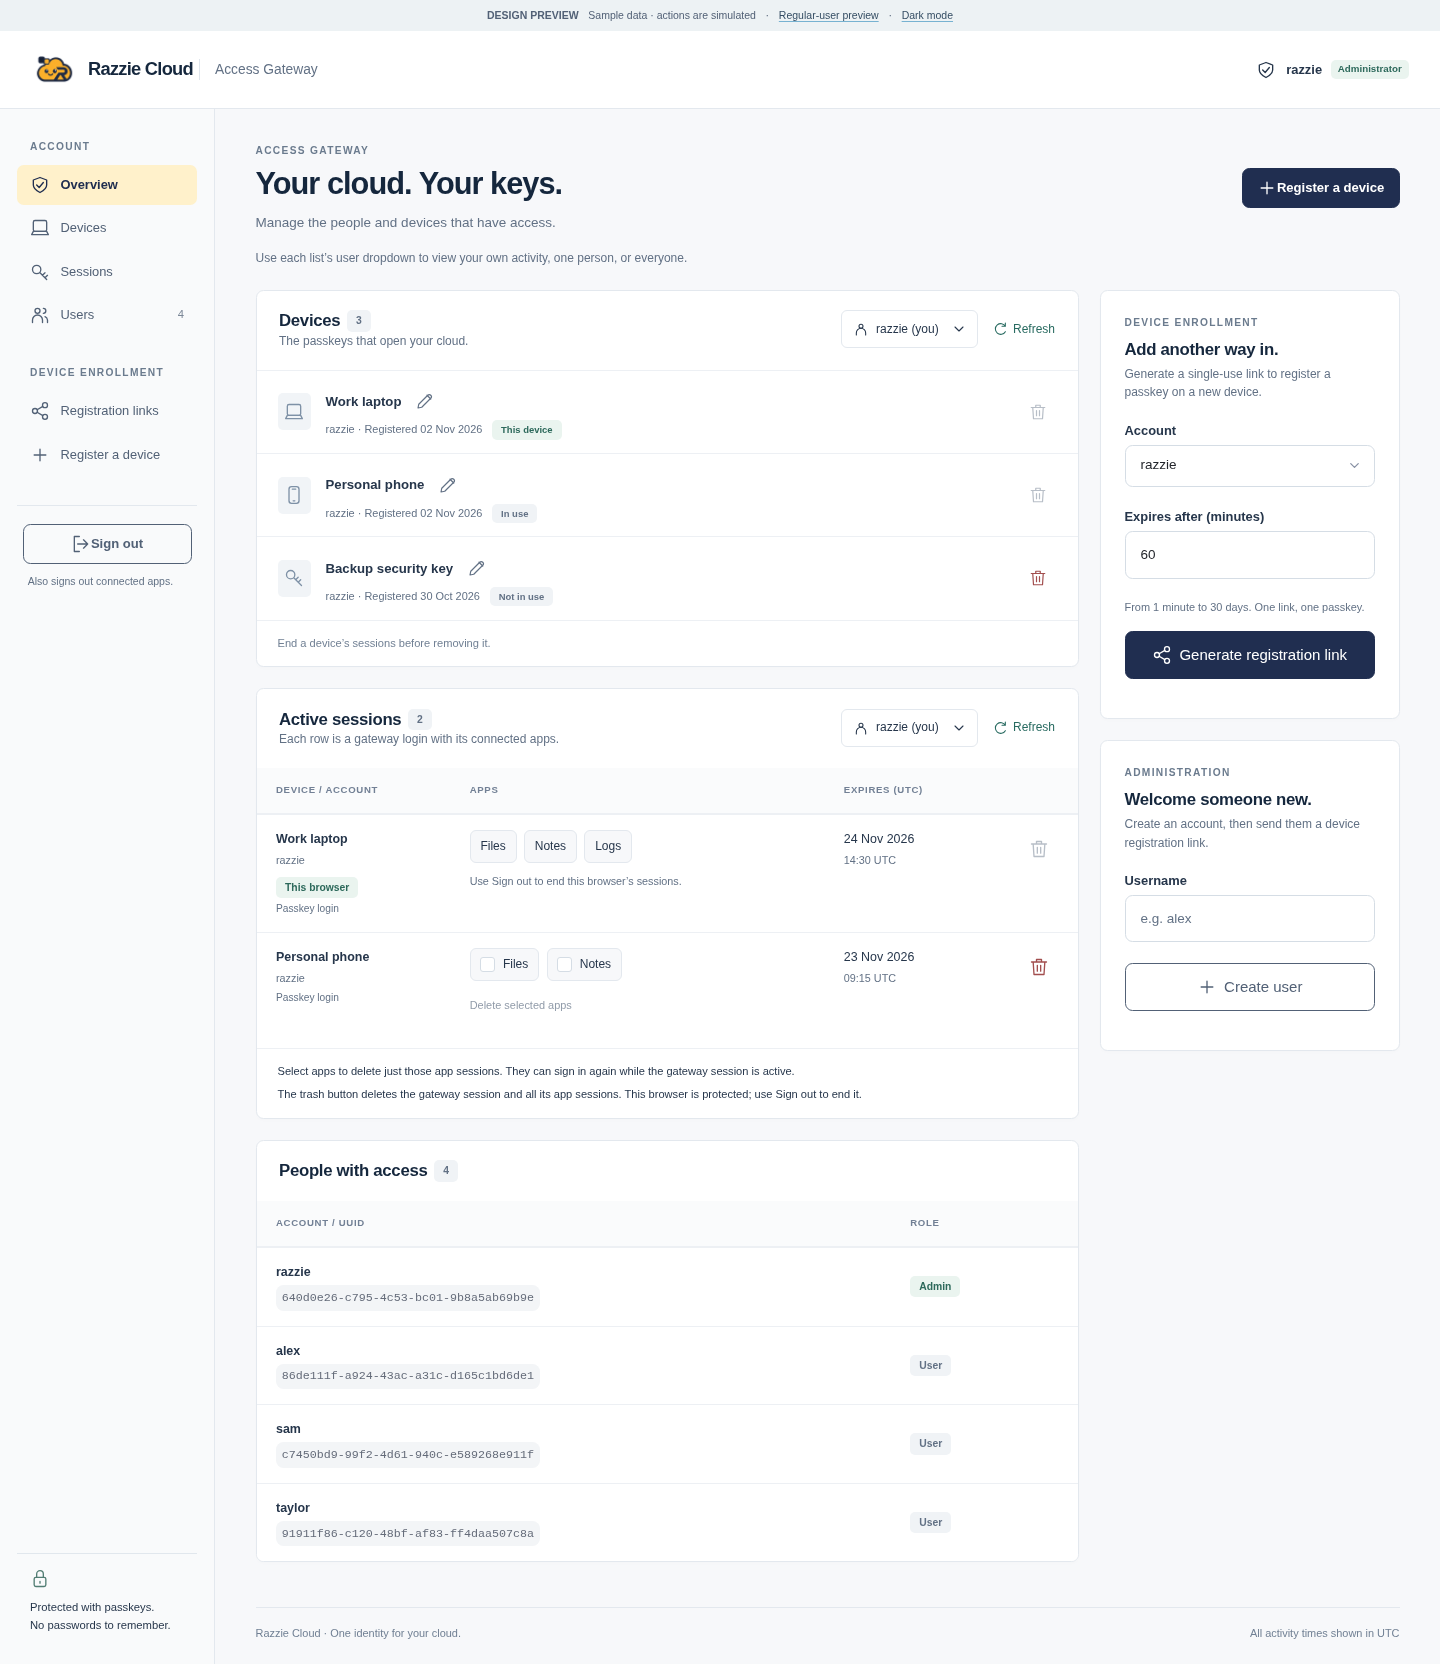 DESIGN PREVIEW Sample data · actions are simulated · Regular-user preview · Dark mode
Razzie Cloud Access Gateway
razzie Administrator
ACCOUNT
Overview
Devices
Sessions
Users 4
DEVICE ENROLLMENT
Registration links
Register a device
Sign out
Also signs out connected apps.
Protected with passkeys.
No passwords to remember.
ACCESS GATEWAY
Your cloud. Your keys.
Manage the people and devices that have access.
Register a device
Use each list’s user dropdown to view your own activity, one person, or everyone.
Devices 3
The passkeys that open your cloud.
razzie (you) Refresh
Work laptop
razzie · Registered 02 Nov 2026 This device
Personal phone
razzie · Registered 02 Nov 2026 In use
Backup security key
razzie · Registered 30 Oct 2026 Not in use
End a device’s sessions before removing it.
Active sessions 2
Each row is a gateway login with its connected apps.
razzie (you) Refresh
DEVICE / ACCOUNT APPS EXPIRES (UTC)
Work laptop
razzie
This browser
Passkey login
Files Notes Logs
Use Sign out to end this browser’s sessions.
24 Nov 2026
14:30 UTC
Personal phone
razzie
Passkey login
Files Notes
Delete selected apps
23 Nov 2026
09:15 UTC
Select apps to delete just those app sessions. They can sign in again while the gateway session is active.
The trash button deletes the gateway session and all its app sessions. This browser is protected; use Sign out to end it.
People with access 4
ACCOUNT / UUID ROLE
razzie
640d0e26-c795-4c53-bc01-9b8a5ab69b9e
Admin
alex
86de111f-a924-43ac-a31c-d165c1bd6de1
User
sam
c7450bd9-99f2-4d61-940c-e589268e911f
User
taylor
91911f86-c120-48bf-af83-ff4daa507c8a
User
DEVICE ENROLLMENT
Add another way in.
Generate a single-use link to register a
passkey on a new device.
Account
razzie
Expires after (minutes)
60
From 1 minute to 30 days. One link, one passkey.
Generate registration link
ADMINISTRATION
Welcome someone new.
Create an account, then send them a device
registration link.
Username
e.g. alex
Create user
Razzie Cloud · One identity for your cloud.
All activity times shown in UTC